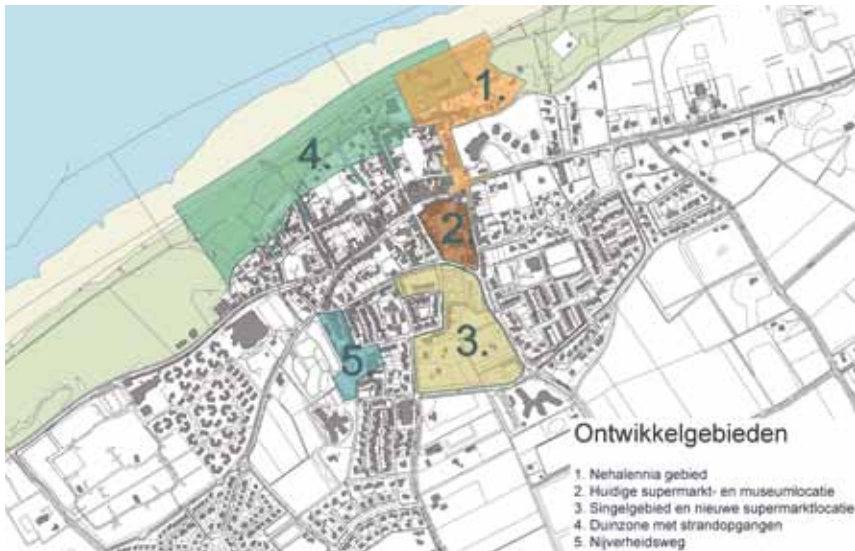 1.
4.
2
3.
5.
Ontwikkelgebieden
1. Nehalennia gebied
2. Huidige supermarkt- en museumlocatie
3. Singelgebied en nieuwe supermarktlocatie
4. Duinzone met strandopgangen
5. Nijverheidsweg